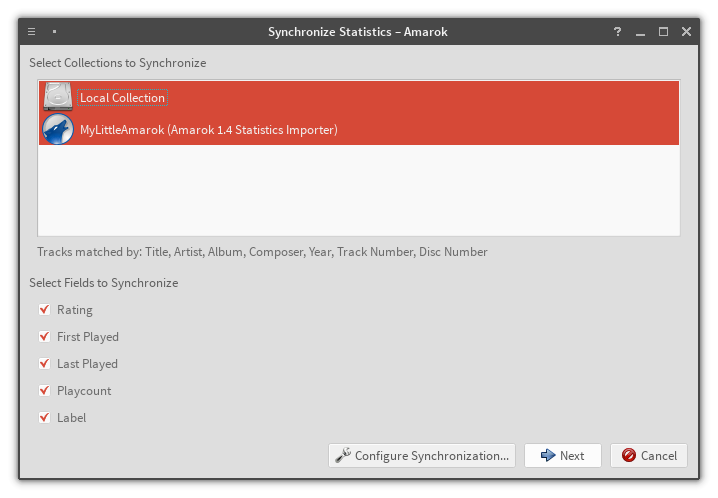 Synchronize Statistics – Amarok
Select Collections to Synchronize
Local Collection
MyLittleAmarok (Amarok 1.4 Statistics Importer)
Tracks matched by: Title, Artist, Album, Composer, Year, Track Number, Disc Number
Select Fields to Synchronize
Rating
First Played
Last Played
Playcount
Label
Configure Synchronization... Next Cancel